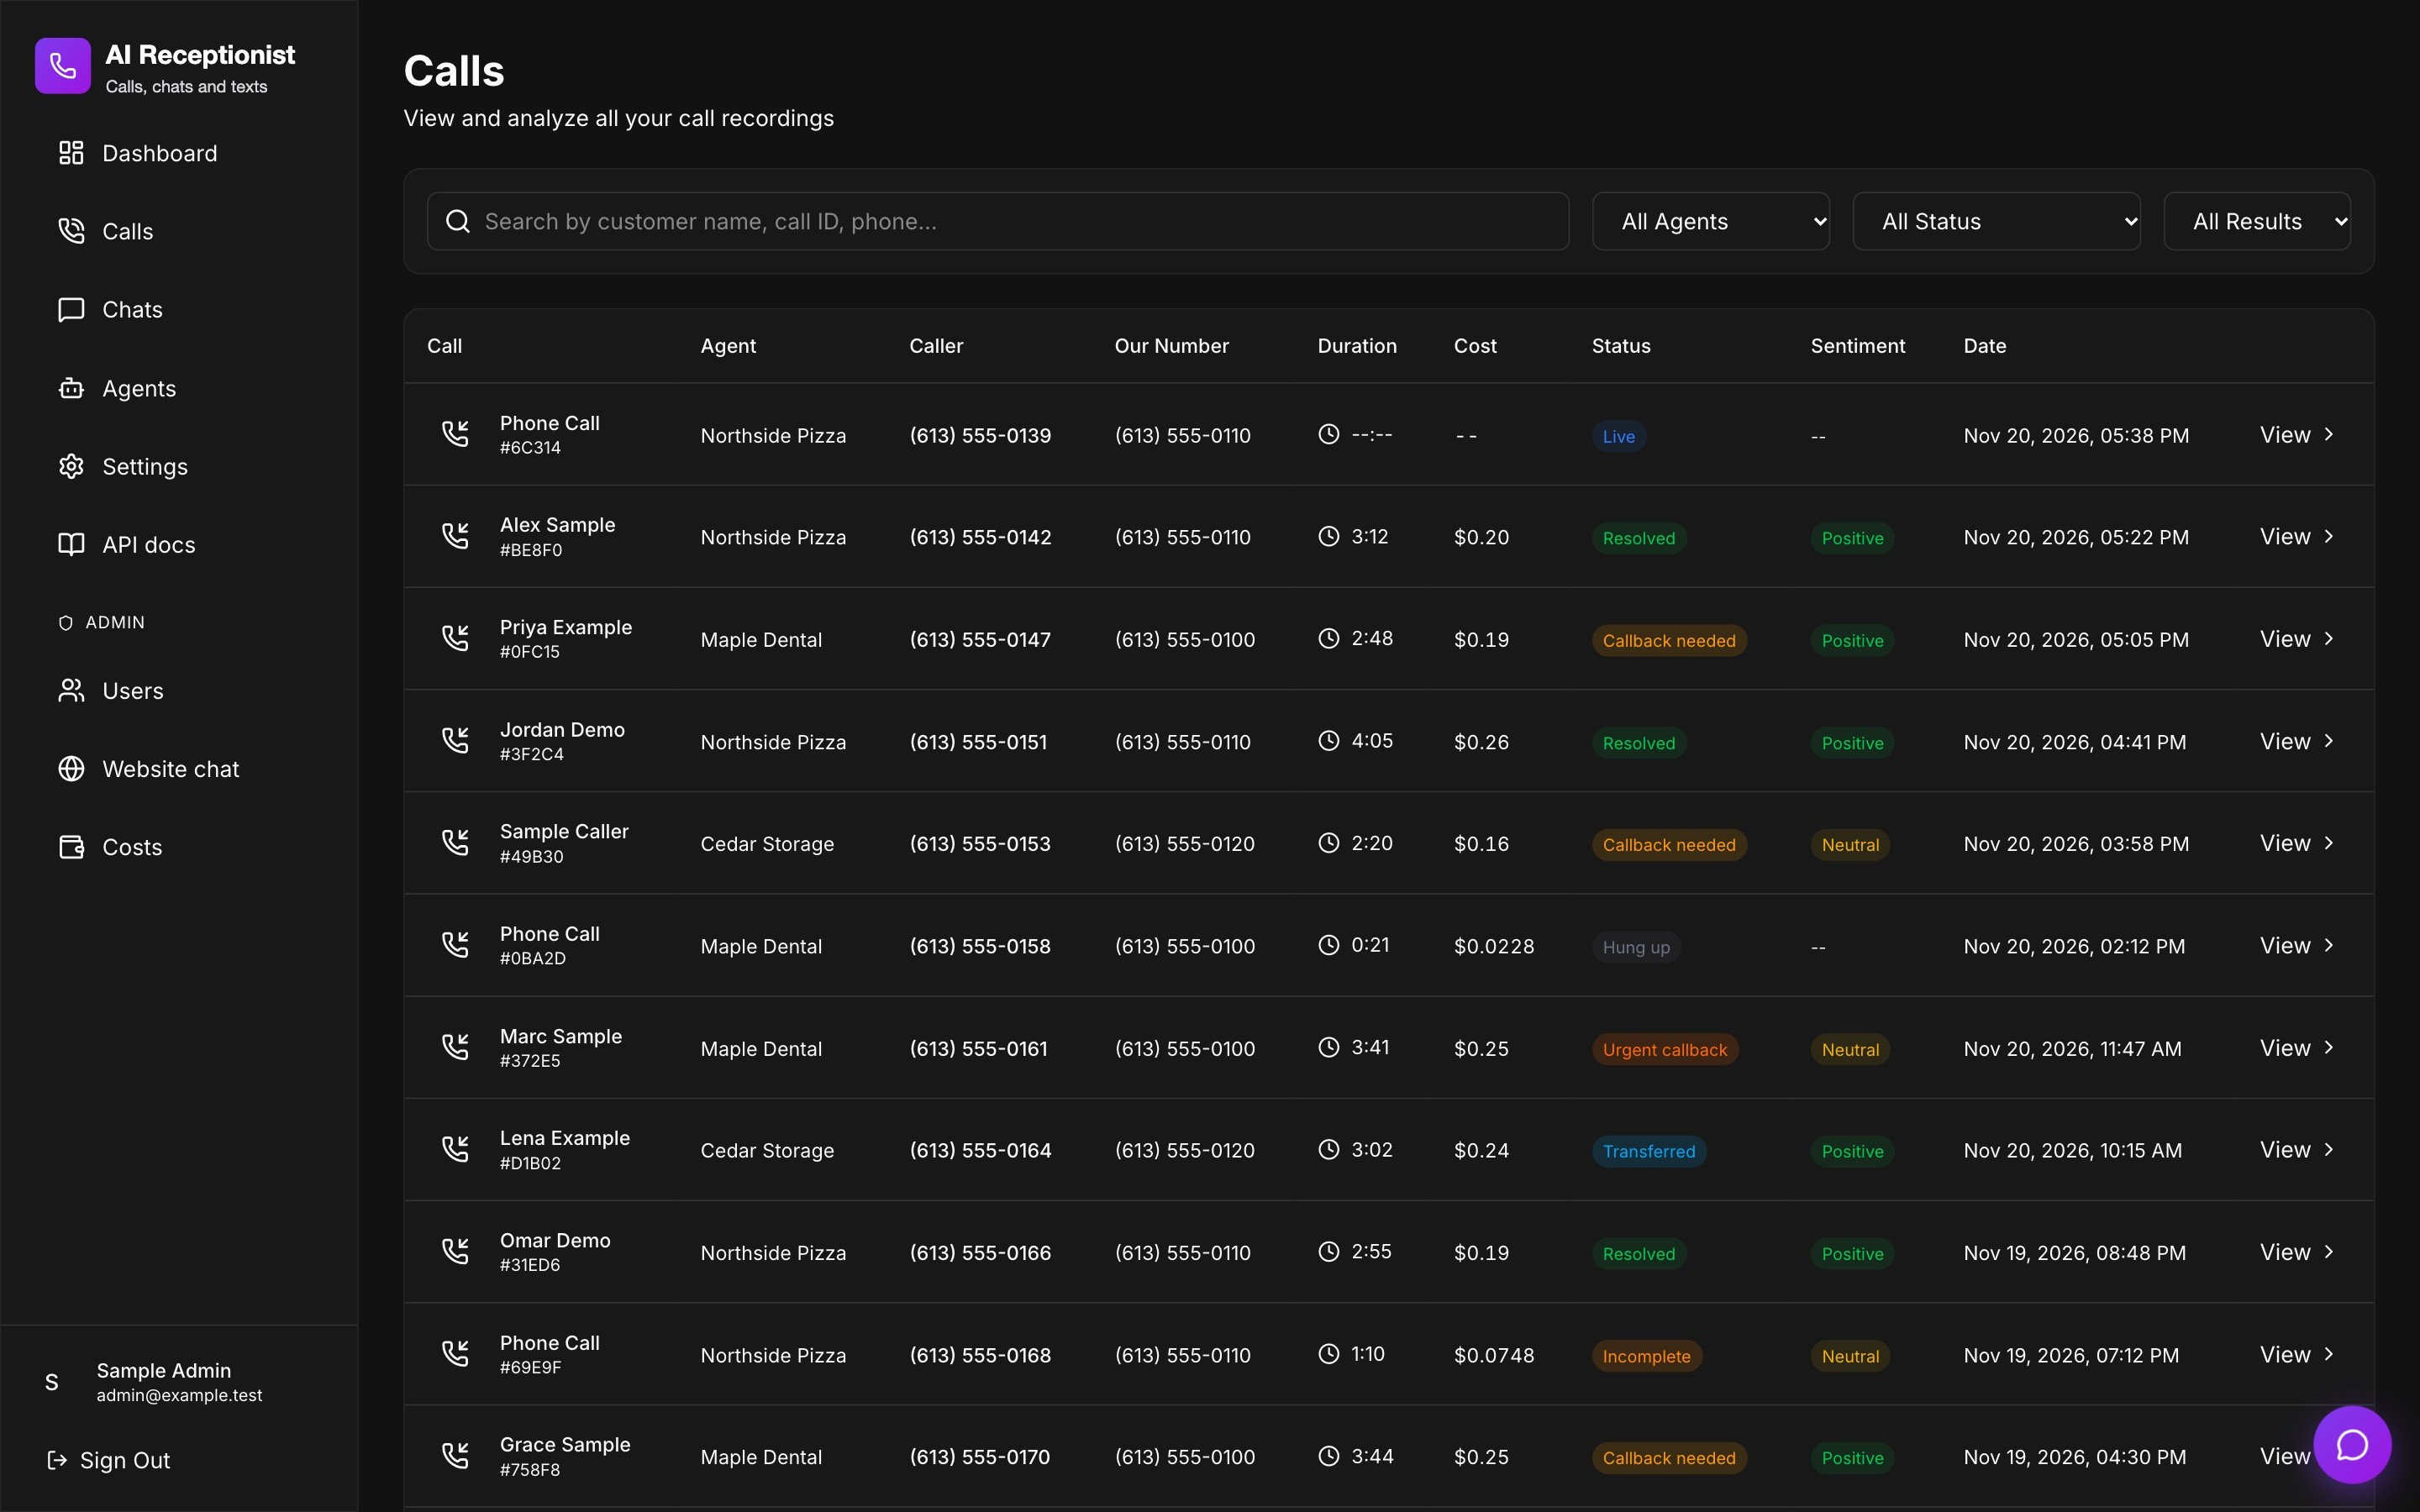 AI Receptionist
Calls, chats and texts
Dashboard
Calls
Chats
Agents
Settings
API docs
ADMIN
Users
Website chat
Costs
S
Sample Admin
admin@example.test
Sign Out
Calls
View and analyze all your call recordings
Search by customer name, call ID, phone...
All Agents
All Status
All Results
Call Agent Caller Our Number Duration Cost Status Sentiment Date
Phone Call
#6C314
Northside Pizza (613) 555-0139 (613) 555-0110 --:-- -- Live -- Nov 20, 2026, 05:38 PM View
Alex Sample
#BE8F0
Northside Pizza (613) 555-0142 (613) 555-0110 3:12 $0.20 Resolved Positive Nov 20, 2026, 05:22 PM View
Priya Example
#0FC15
Maple Dental (613) 555-0147 (613) 555-0100 2:48 $0.19 Callback needed Positive Nov 20, 2026, 05:05 PM View
Jordan Demo
#3F2C4
Northside Pizza (613) 555-0151 (613) 555-0110 4:05 $0.26 Resolved Positive Nov 20, 2026, 04:41 PM View
Sample Caller
#49B30
Cedar Storage (613) 555-0153 (613) 555-0120 2:20 $0.16 Callback needed Neutral Nov 20, 2026, 03:58 PM View
Phone Call
#0BA2D
Maple Dental (613) 555-0158 (613) 555-0100 0:21 $0.0228 Hung up -- Nov 20, 2026, 02:12 PM View
Marc Sample
#372E5
Maple Dental (613) 555-0161 (613) 555-0100 3:41 $0.25 Urgent callback Neutral Nov 20, 2026, 11:47 AM View
Lena Example
#D1B02
Cedar Storage (613) 555-0164 (613) 555-0120 3:02 $0.24 Transferred Positive Nov 20, 2026, 10:15 AM View
Omar Demo
#31ED6
Northside Pizza (613) 555-0166 (613) 555-0110 2:55 $0.19 Resolved Positive Nov 19, 2026, 08:48 PM View
Phone Call
#69E9F
Northside Pizza (613) 555-0168 (613) 555-0110 1:10 $0.0748 Incomplete Neutral Nov 19, 2026, 07:12 PM View
Grace Sample
#758F8
Maple Dental (613) 555-0170 (613) 555-0100 3:44 $0.25 Callback needed Positive Nov 19, 2026, 04:30 PM View